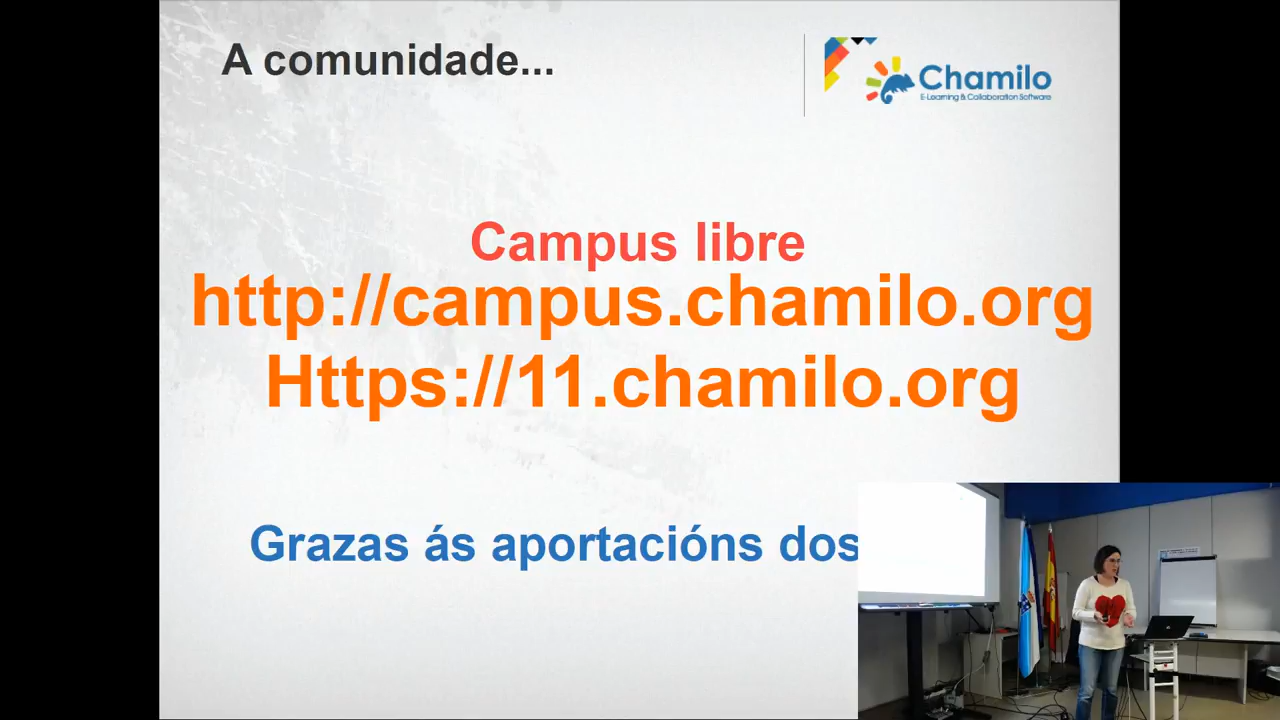 A comunidade...
Chamilo
E-Learning & Collaboration Software
Campus libre
http://campus.chamilo.org
Https://11.chamilo.org
Grazas ás aportacións dos